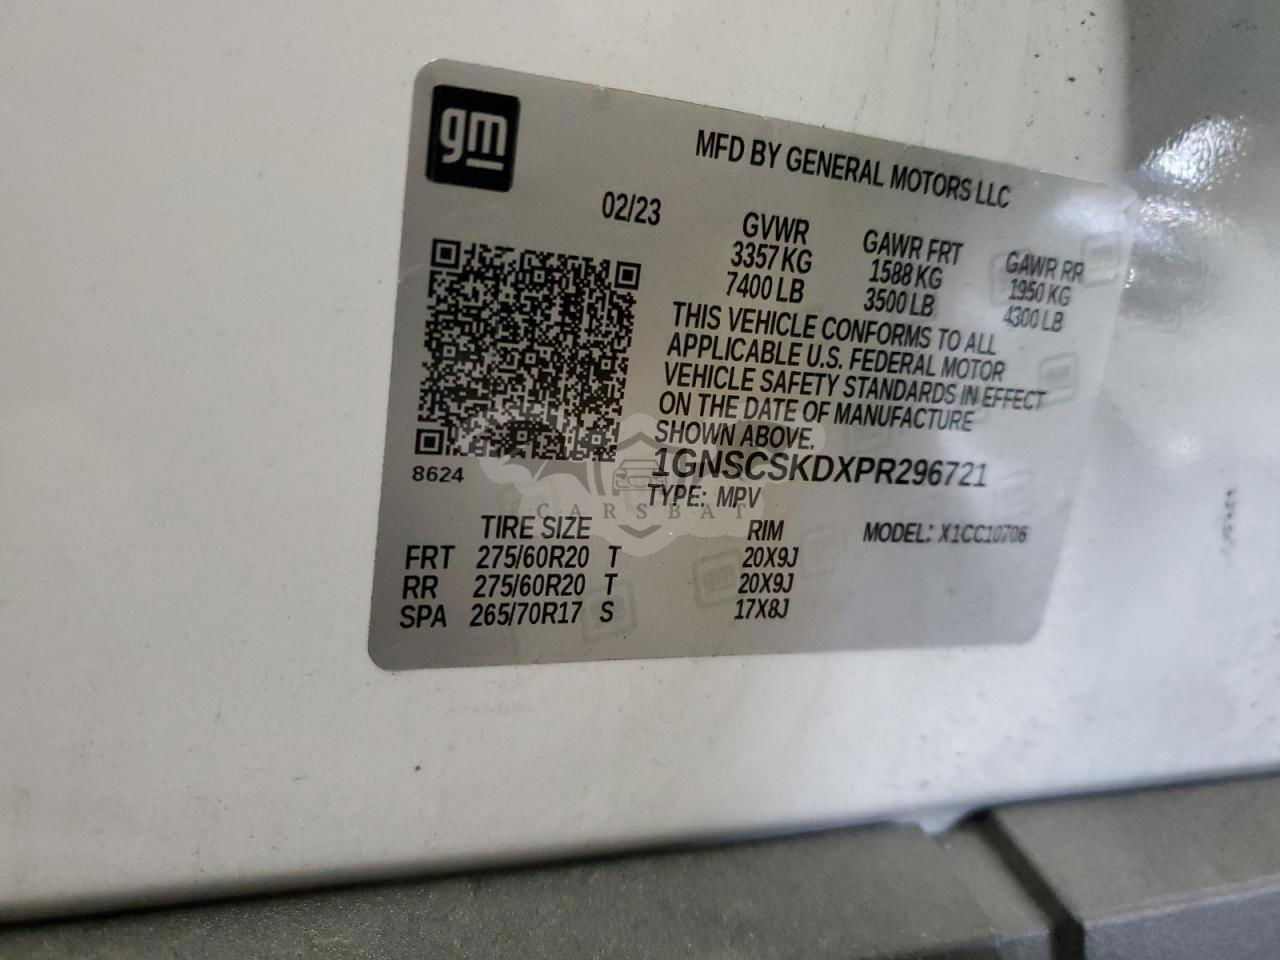 gm
MFD BY GENERAL MOTORS LLC
02/23
GVWR GAWR FRT GAWR RR
3357 KG 1588 KG 1950 KG
7400 LB 3500 LB 4300 LB
THIS VEHICLE CONFORMS TO ALL
APPLICABLE U.S. FEDERAL MOTOR
VEHICLE SAFETY STANDARDS IN EFFECT
ON THE DATE OF MANUFACTURE
SHOWN ABOVE.
8624
1GNSCSKDXPR296721
TYPE: MPV
CARSBAT
TIRE SIZE RIM MODEL: X1CC10706
FRT 275/60R20 T 20X9J
RR 275/60R20 T 20X9J
SPA 265/70R17 S 17X8J